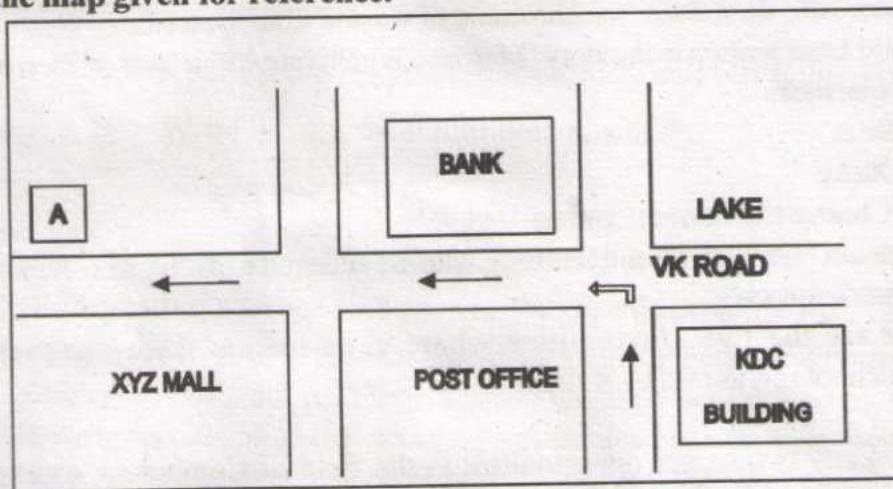 the map given for reference.
BANK
A
LAKE
VK ROAD
XYZ MALL
POST OFFICE
KDC
BUILDING